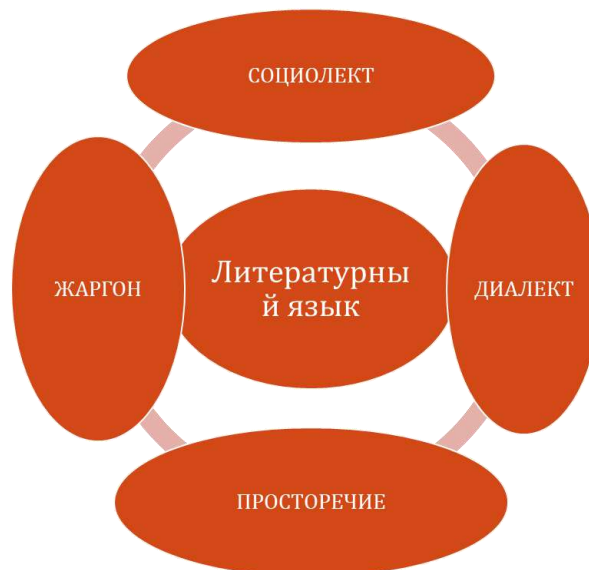 СОЦИОЛЕКТ
ЖАРГОН
Литературны
й язык
ДИАЛЕКТ
ПРОСТОРЕЧИЕ